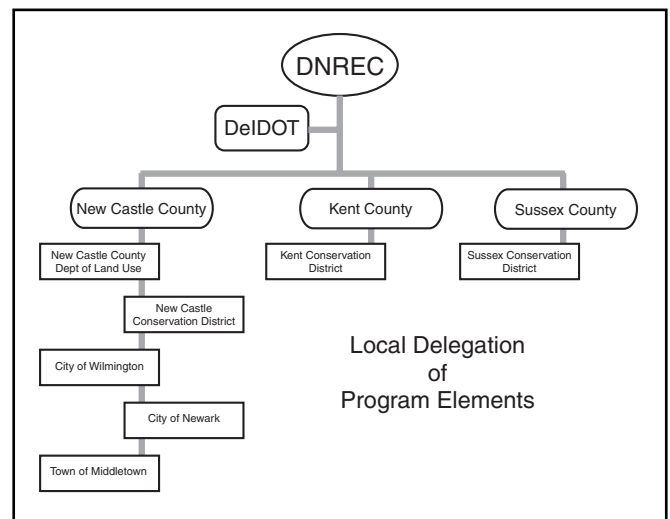 DNREC
DelDOT
New Castle County
Kent County
Sussex County
New Castle County
Dept of Land Use
Kent Conservation
District
Sussex Conservation
District
New Castle
Conservation District
City of Wilmington
City of Newark
Town of Middletown
Local Delegation
of
Program Elements